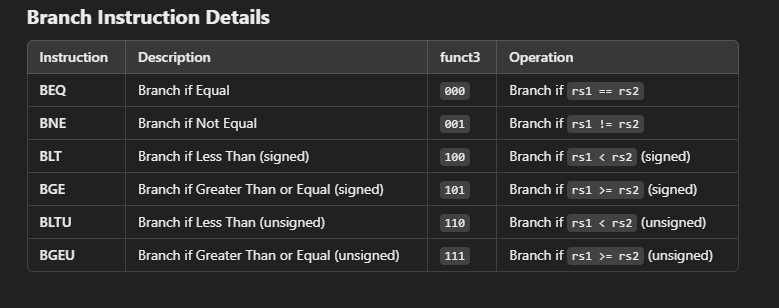 Branch Instruction Details
Instruction Description funct3 Operation
BEQ Branch if Equal 000 Branch if rs1 == rs2
BNE Branch if Not Equal 001 Branch if rs1 != rs2
BLT Branch if Less Than (signed) 100 Branch if rs1 < rs2 (signed)
BGE Branch if Greater Than or Equal (signed) 101 Branch if rs1 >= rs2 (signed)
BLTU Branch if Less Than (unsigned) 110 Branch if rs1 < rs2 (unsigned)
BGEU Branch if Greater Than or Equal (unsigned) 111 Branch if rs1 >= rs2 (unsigned)